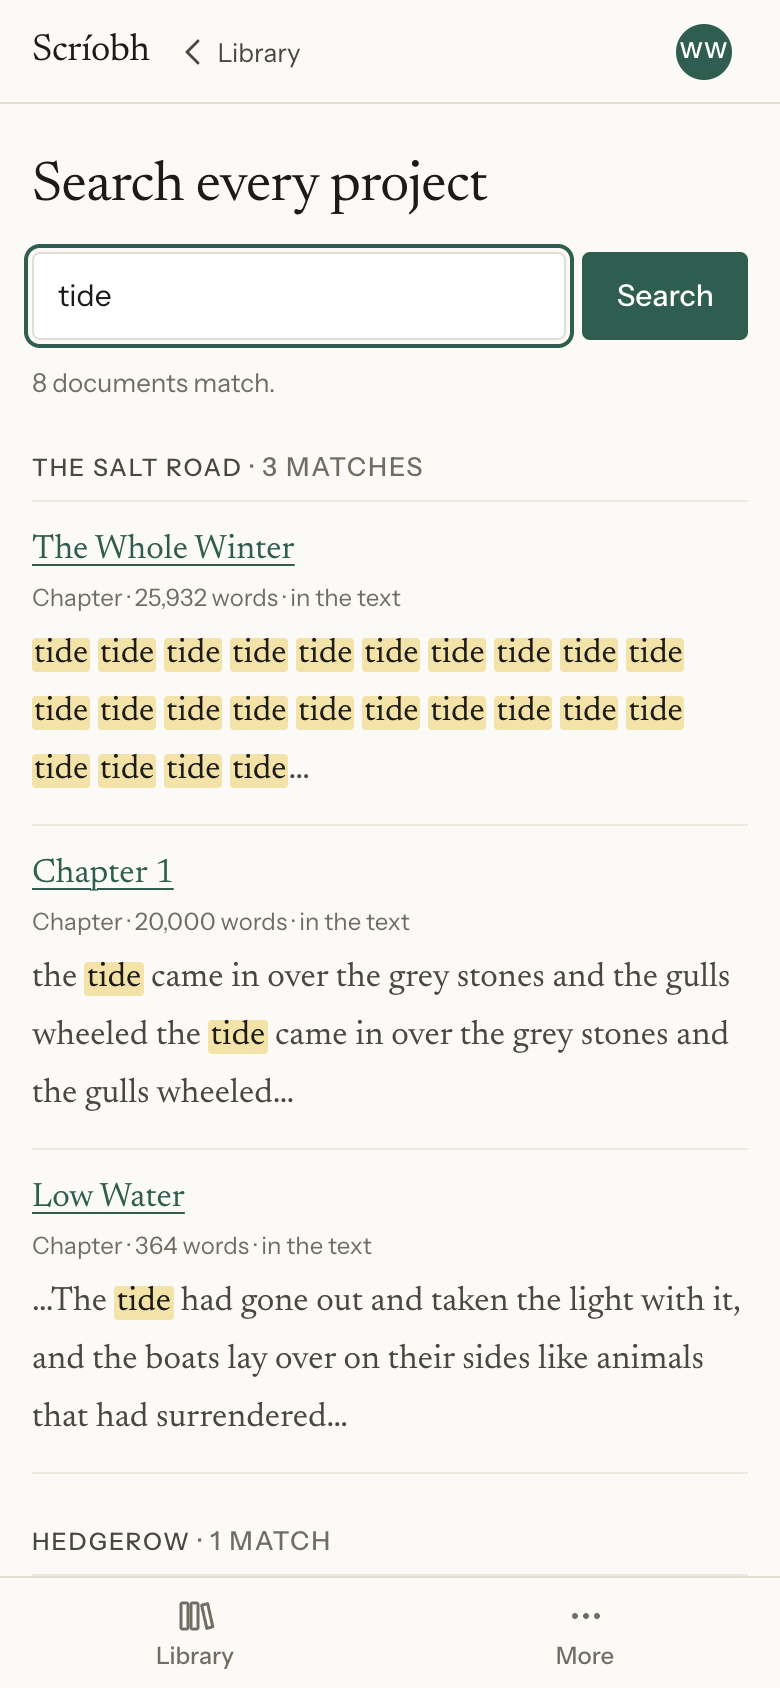 Scríobh
Library
WW
Search every project
tide
Search
8 documents match.
THE SALT ROAD · 3 MATCHES
The Whole Winter
Chapter · 25,932 words · in the text
tide tide tide tide tide tide tide tide tide tide
tide tide tide tide tide tide tide tide tide tide
tide tide tide tide...
Chapter 1
Chapter · 20,000 words · in the text
the tide came in over the grey stones and the gulls
wheeled the tide came in over the grey stones and
the gulls wheeled...
Low Water
Chapter · 364 words · in the text
...The tide had gone out and taken the light with it,
and the boats lay over on their sides like animals
that had surrendered...
HEDGEROW · 1 MATCH
Library
More